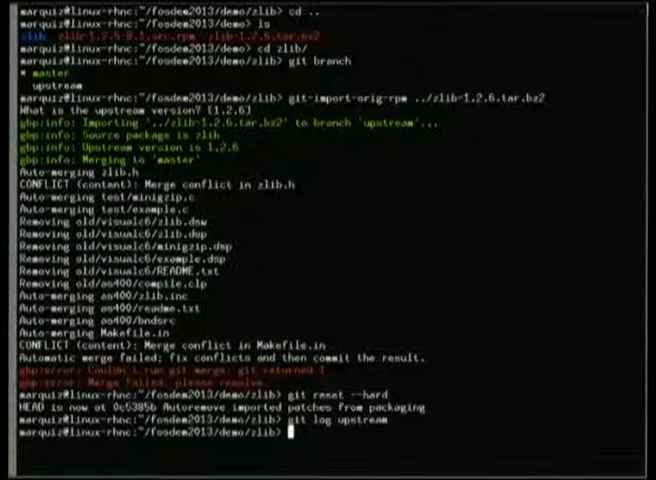 marquiz@linux-rhnc:~/fosdem2013/demo/zlib> cd ..
marquiz@linux-rhnc:~/fosdem2013/demo> ls
zlib zlib-1.2.5-8.1.src.rpm zlib-1.2.6.tar.bz2
marquiz@linux-rhnc:~/fosdem2013/demo> cd zlib/
marquiz@linux-rhnc:~/fosdem2013/demo/zlib> git branch
* master
upstream
marquiz@linux-rhnc:~/fosdem2013/demo/zlib> git-import-orig-rpm ../zlib-1.2.6.tar.bz2
What is the upstream version? [1.2.6]
gbp:info: Importing '../zlib-1.2.6.tar.bz2' to branch 'upstream'...
gbp:info: Source package is zlib
gbp:info: Upstream version is 1.2.6
gbp:info: Merging to 'master'
Auto-merging zlib.h
CONFLICT (content): Merge conflict in zlib.h
Auto-merging test/minigzip.c
Auto-merging test/example.c
Removing old/visualc6/zlib.dsw
Removing old/visualc6/zlib.dsp
Removing old/visualc6/minigzip.dsp
Removing old/visualc6/example.dsp
Removing old/visualc6/README.txt
Removing old/as400/compile.clp
Auto-merging as400/zlib.inc
Auto-merging as400/readme.txt
Auto-merging as400/bndsrc
Auto-merging Makefile.in
CONFLICT (content): Merge conflict in Makefile.in
Automatic merge failed; fix conflicts and then commit the result.
gbp:error: Couldn't run git merge: git returned 1
gbp:error: Merge failed, please resolve.
marquiz@linux-rhnc:~/fosdem2013/demo/zlib> git reset --hard
HEAD is now at 0c5385b Autoremove imported patches from packaging
marquiz@linux-rhnc:~/fosdem2013/demo/zlib> git log upstream
marquiz@linux-rhnc:~/fosdem2013/demo/zlib>